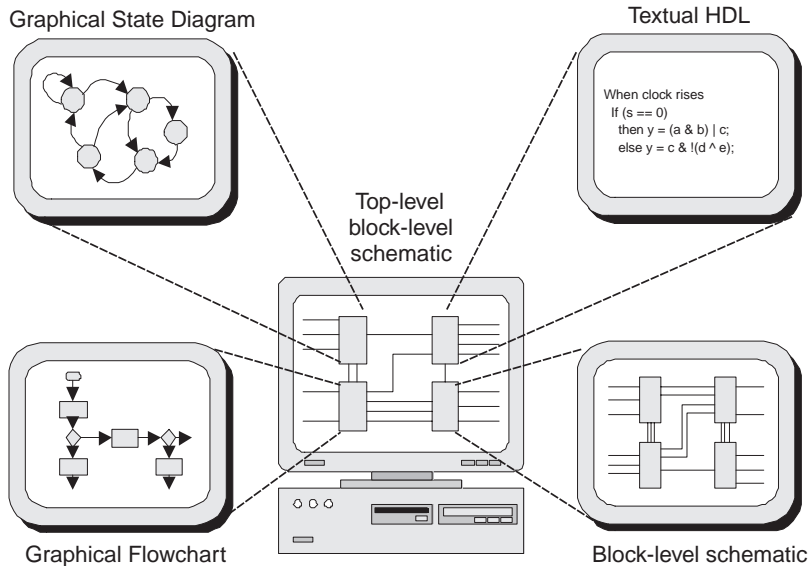 Graphical State Diagram
Textual HDL
When clock rises
If (s == 0)
then y = (a & b) | c;
else y = c & !(d ^ e);
Top-level
block-level
schematic
Graphical Flowchart
Block-level schematic